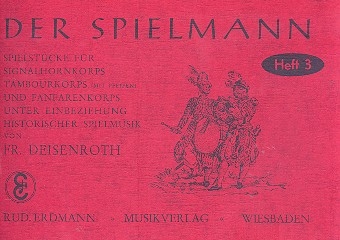 DER SPIELMANN
Heft 3
SPIELSTÜCKE FÜR
SIGNALHORNKORPS
TAMBOURKORPS
UND FANFARENKORPS
UNTER EINBEZIEHUNG
HISTORISCHER SPIELMUSIK
VON
FR. DEISENROTH
RUD. ERDMANN · MUSIKVERLAG · WIESBADEN